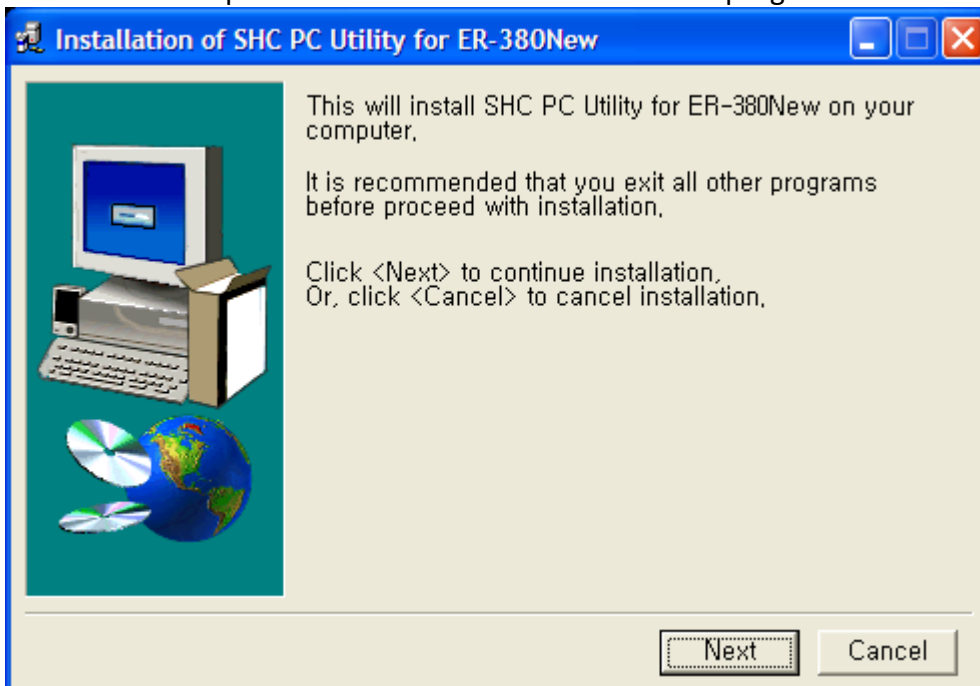 Installation of SHC PC Utility for ER-380New
This will install SHC PC Utility for ER-380New on your
computer,
It is recommended that you exit all other programs
before proceed with installation,
Click <Next> to continue installation,
Or, click <Cancel> to cancel installation,
Next
Cancel